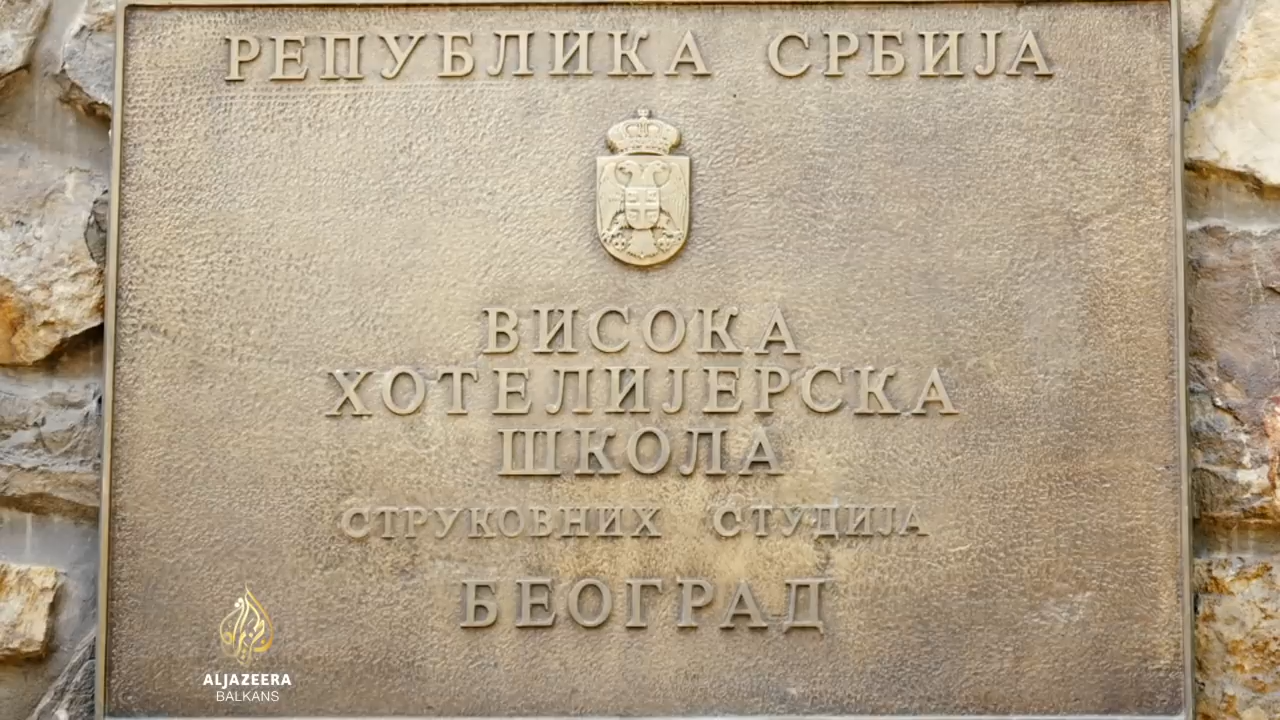 РЕПУБЛИКА СРБИЈА
ВИСОКА
ХОТЕЛИЈЕРСКА
ШКОЛА
СТРУКОВНИХ СТУДИЈА
БЕОГРАД
ALJAZEERA
BALKANS